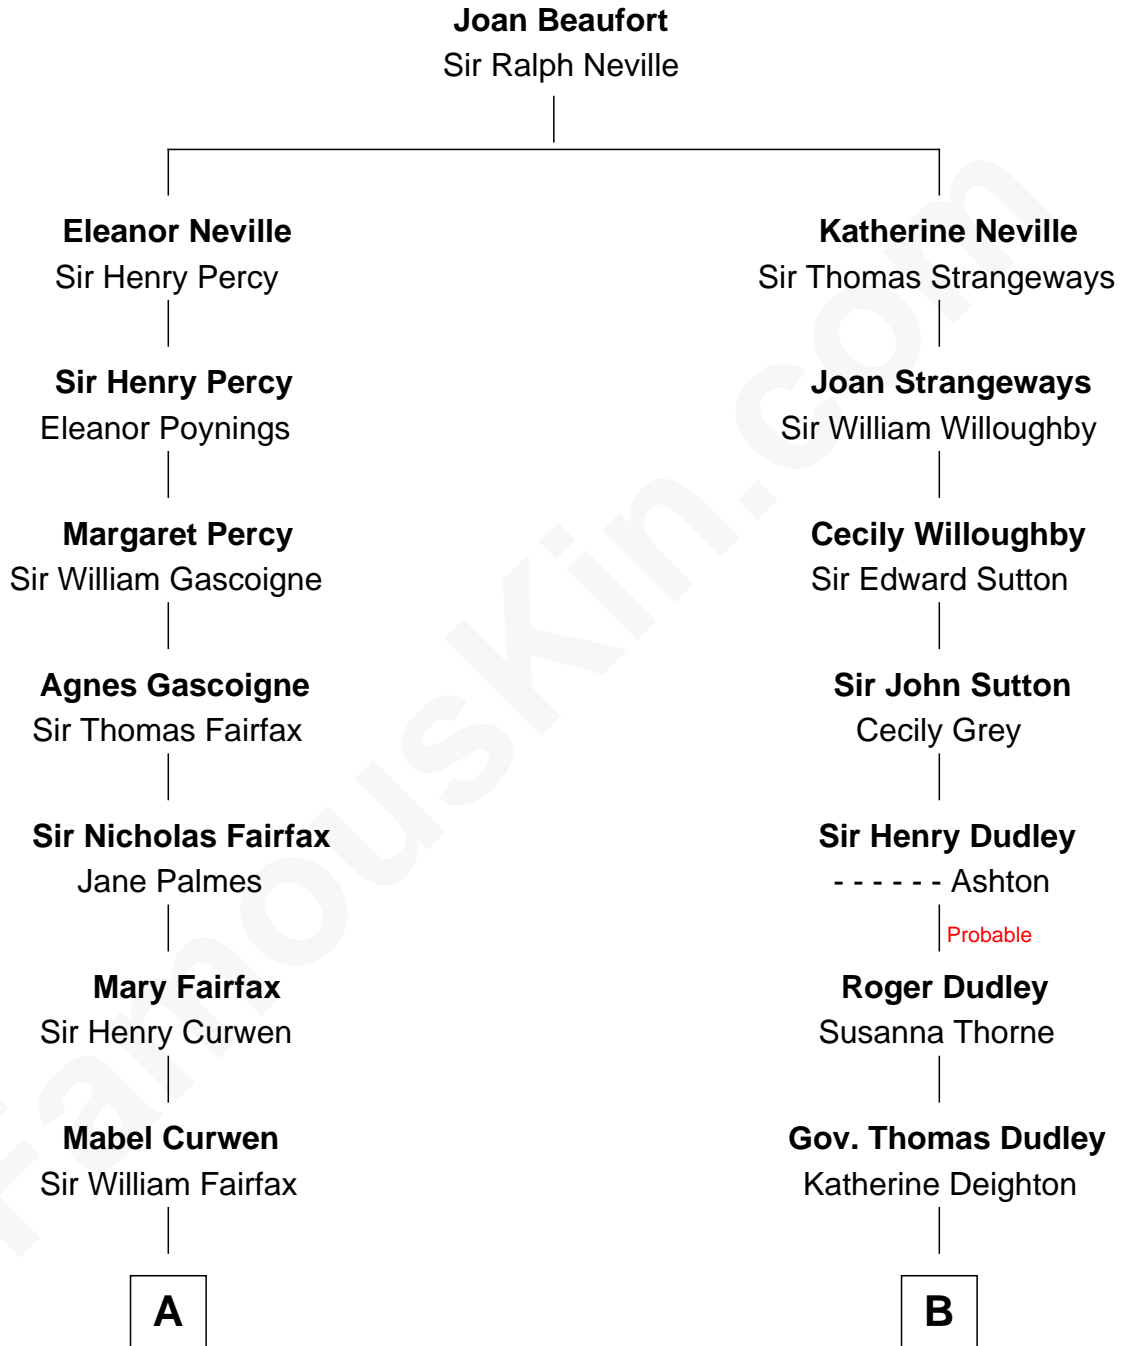 Joan Beaufort
Sir Ralph Neville
Eleanor Neville
Sir Henry Percy
Katherine Neville
Sir Thomas Strangeways
Sir Henry Percy
Eleanor Poynings
Joan Strangeways
Sir William Willoughby
Margaret Percy
Sir William Gascoigne
Cecily Willoughby
Sir Edward Sutton
Agnes Gascoigne
Sir Thomas Fairfax
Sir John Sutton
Cecily Grey
Sir Nicholas Fairfax
Jane Palmes
Sir Henry Dudley
- - - - - - Ashton
Probable
Mary Fairfax
Sir Henry Curwen
Roger Dudley
Susanna Thorne
Mabel Curwen
Sir William Fairfax
Gov. Thomas Dudley
Katherine Deighton
A
B
FamousKin.com